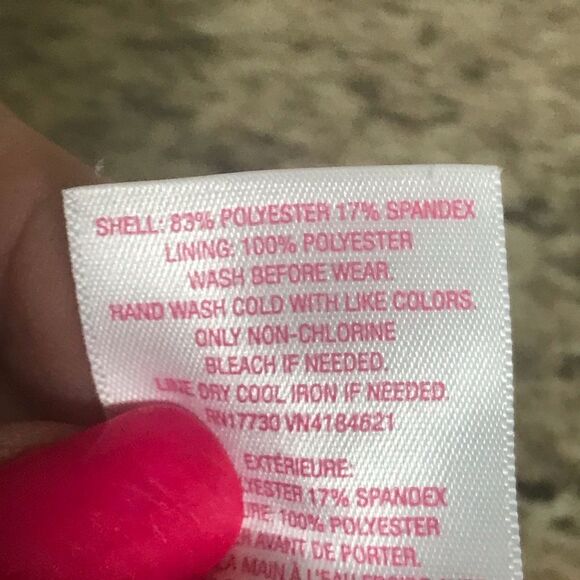 SHELL: 83% POLYESTER 17% SPANDEX
LINING: 100% POLYESTER
WASH BEFORE WEAR.
HAND WASH COLD WITH LIKE COLORS.
ONLY NON-CHLORINE
BLEACH IF NEEDED.
LINE DRY COOL IRON IF NEEDED.
RN17730 VN4184621
EXTÉRIEURE:
17% SPANDEX
100% POLYESTER
AVANT DE PORTER.
MAIN À